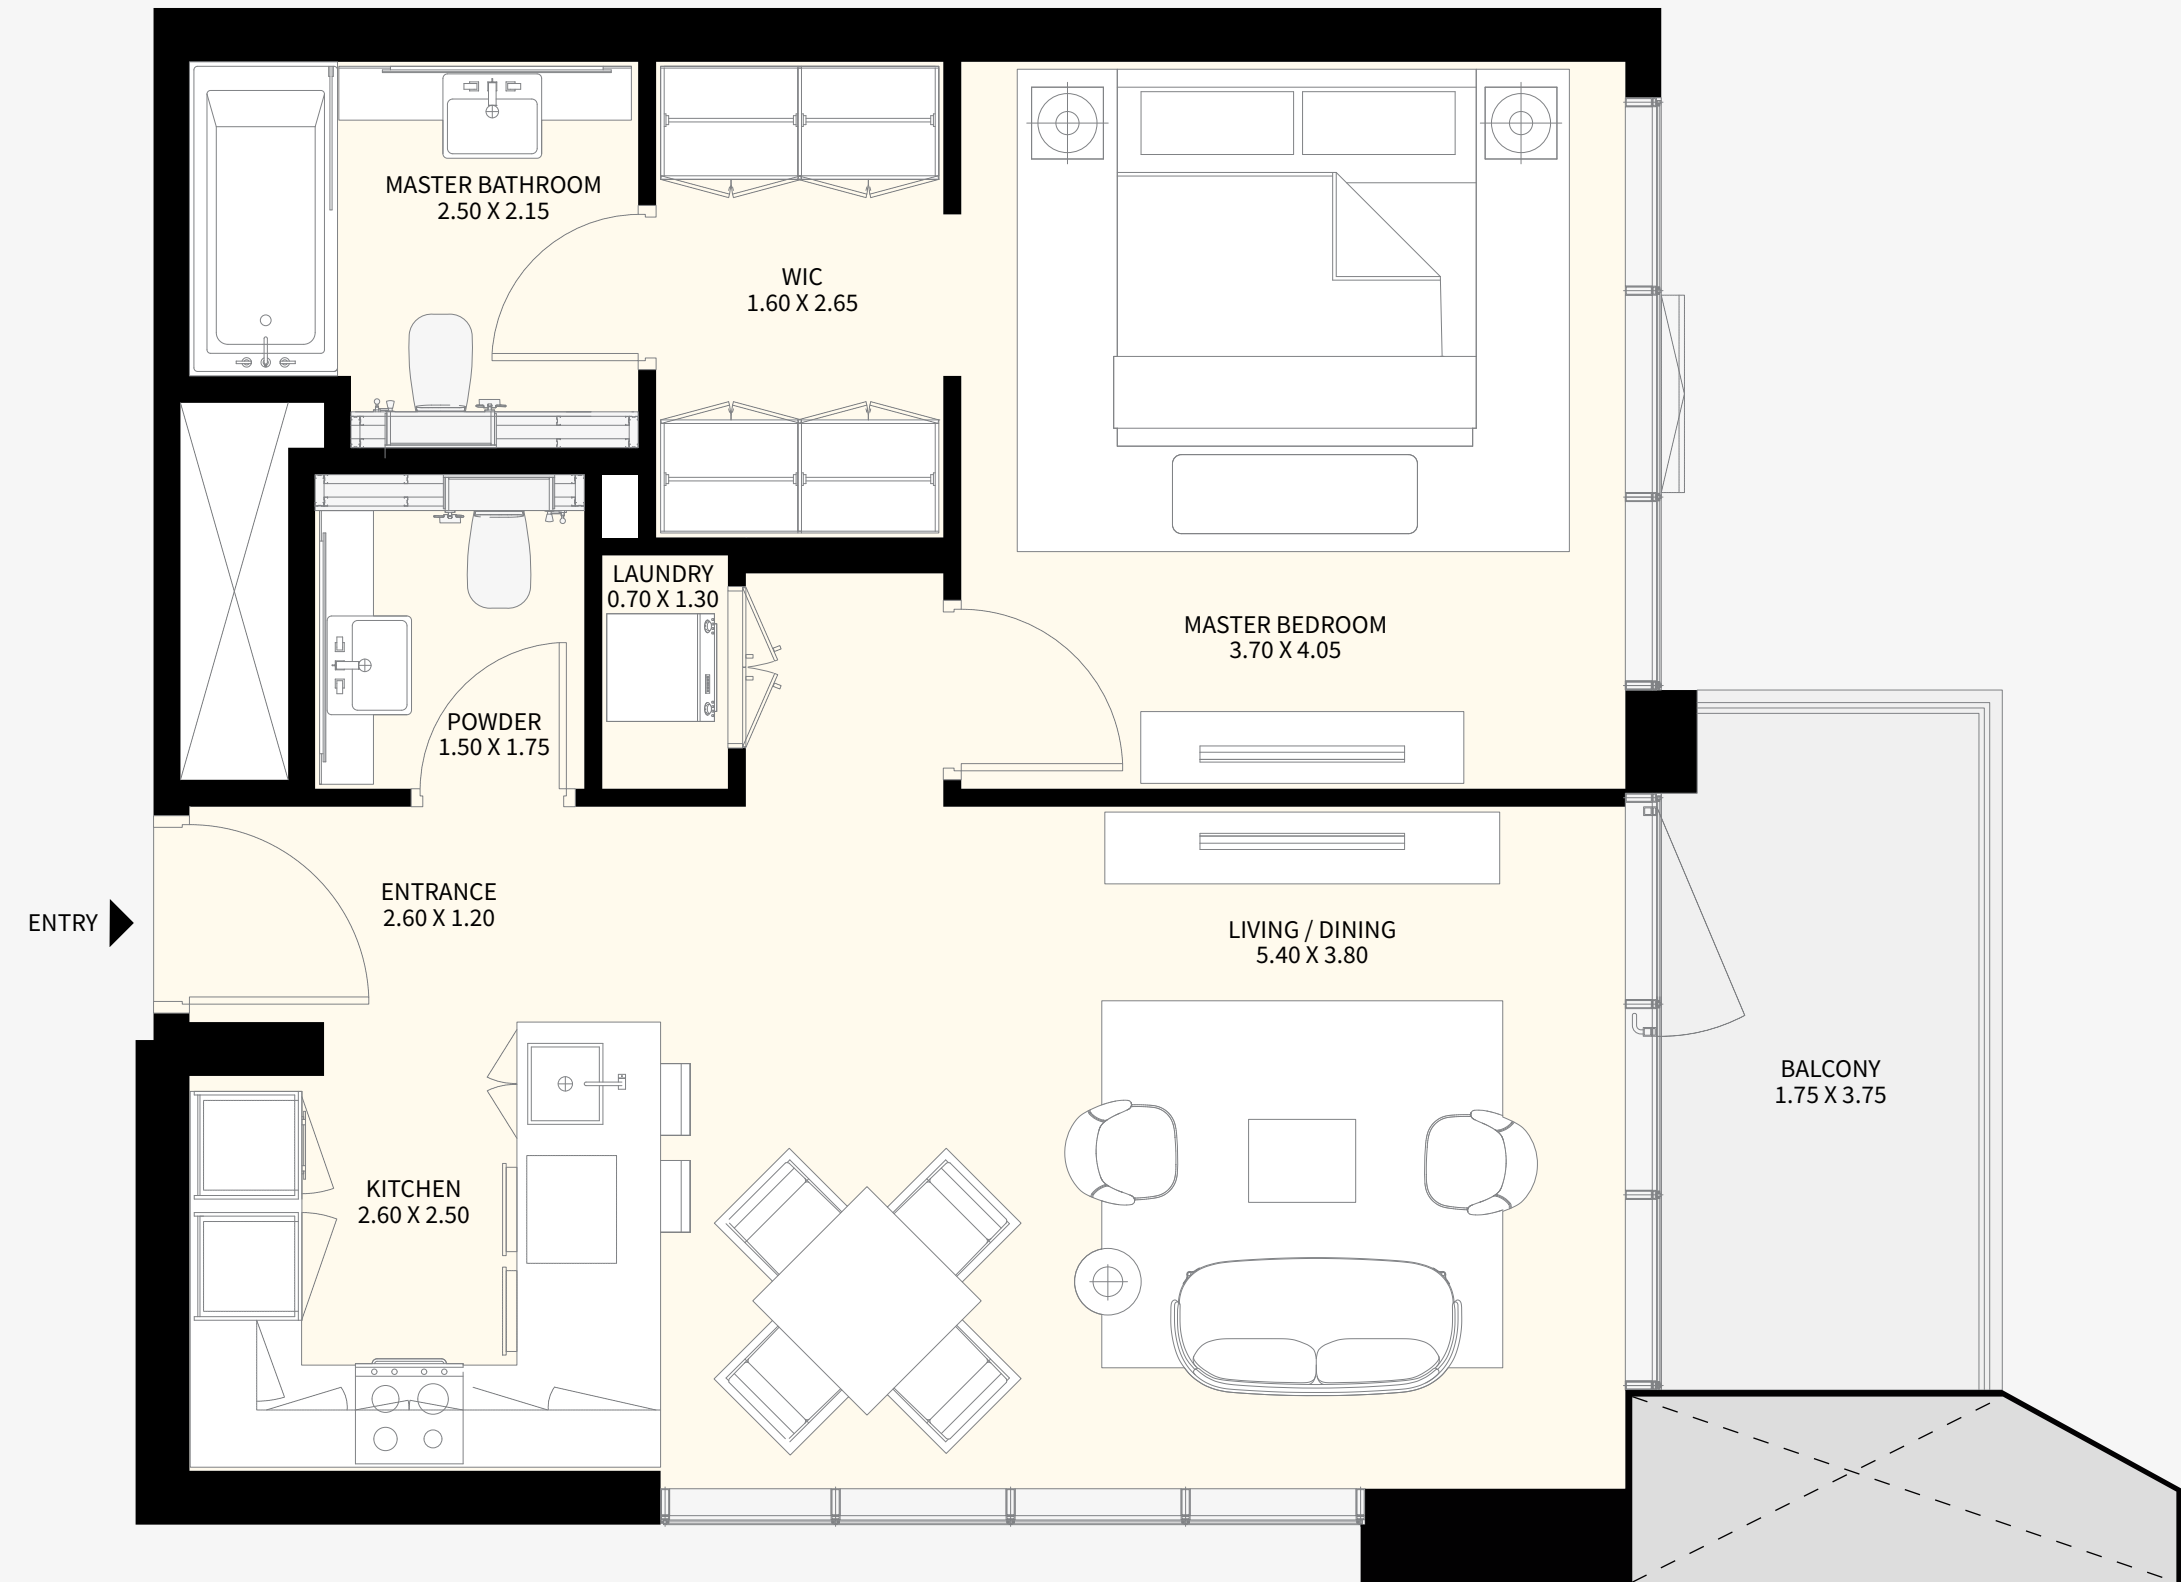 MASTER BATHROOM
2.50 X 2.15
WIC
1.60 X 2.65
LAUNDRY
0.70 X 1.30
MASTER BEDROOM
3.70 X 4.05
POWDER
1.50 X 1.75
ENTRY
ENTRANCE
2.60 X 1.20
LIVING / DINING
5.40 X 3.80
BALCONY
1.75 X 3.75
KITCHEN
2.60 X 2.50